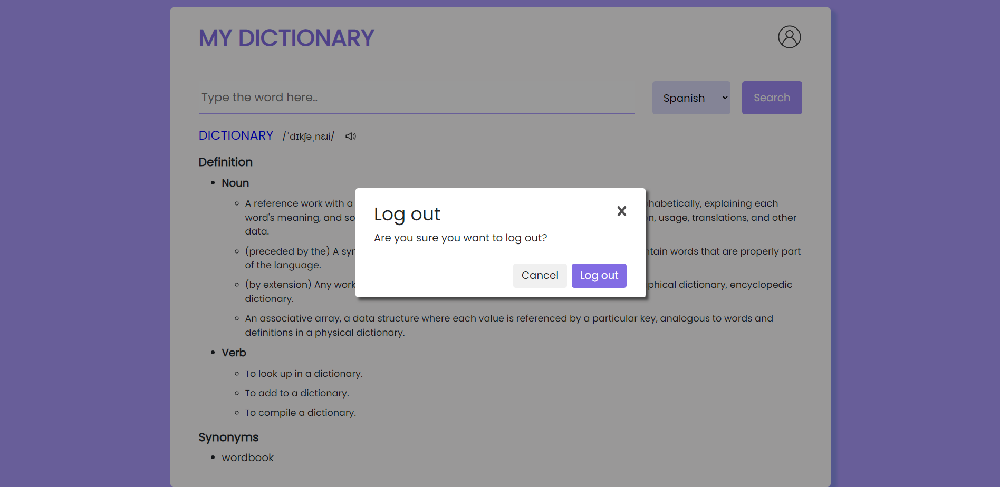 MY DICTIONARY
Type the word here..
Spanish
Search
DICTIONARY /ˈdɪkʃəˌnɛɹi/
Definition
Noun
A reference work with a
habetically, explaining each
word's meaning, and so
n, usage, translations, and other
data.
(preceded by the) A syn
tain words that are properly part
of the language.
(by extension) Any work
phical dictionary, encyclopedic
dictionary.
An associative array, a data structure where each value is referenced by a particular key, analogous to words and
definitions in a physical dictionary.
Verb
To look up in a dictionary.
To add to a dictionary.
To compile a dictionary.
Synonyms
wordbook
Log out
Are you sure you want to log out?
Cancel
Log out